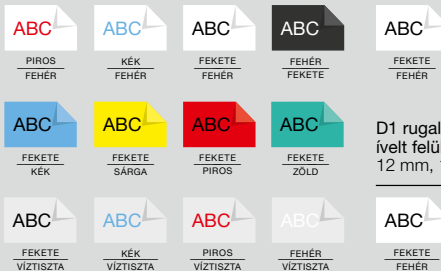 ABC ABC ABC ABC ABC
PIROS KÉK FEKETE FEHÉR FEKETE
FEHÉR FEHÉR FEHÉR FEKETE FEHÉR
ABC ABC ABC ABC
FEKETE FEKETE FEKETE FEKETE
KÉK SÁRGA PIROS ZÖLD
D1
ívelt
12 mm,
ABC ABC ABC ABC ABC
FEKETE KÉK PIROS FEHÉR FEKETE
VÍZTISZTA VÍZTISZTA VÍZTISZTA VÍZTISZTA FEHÉR